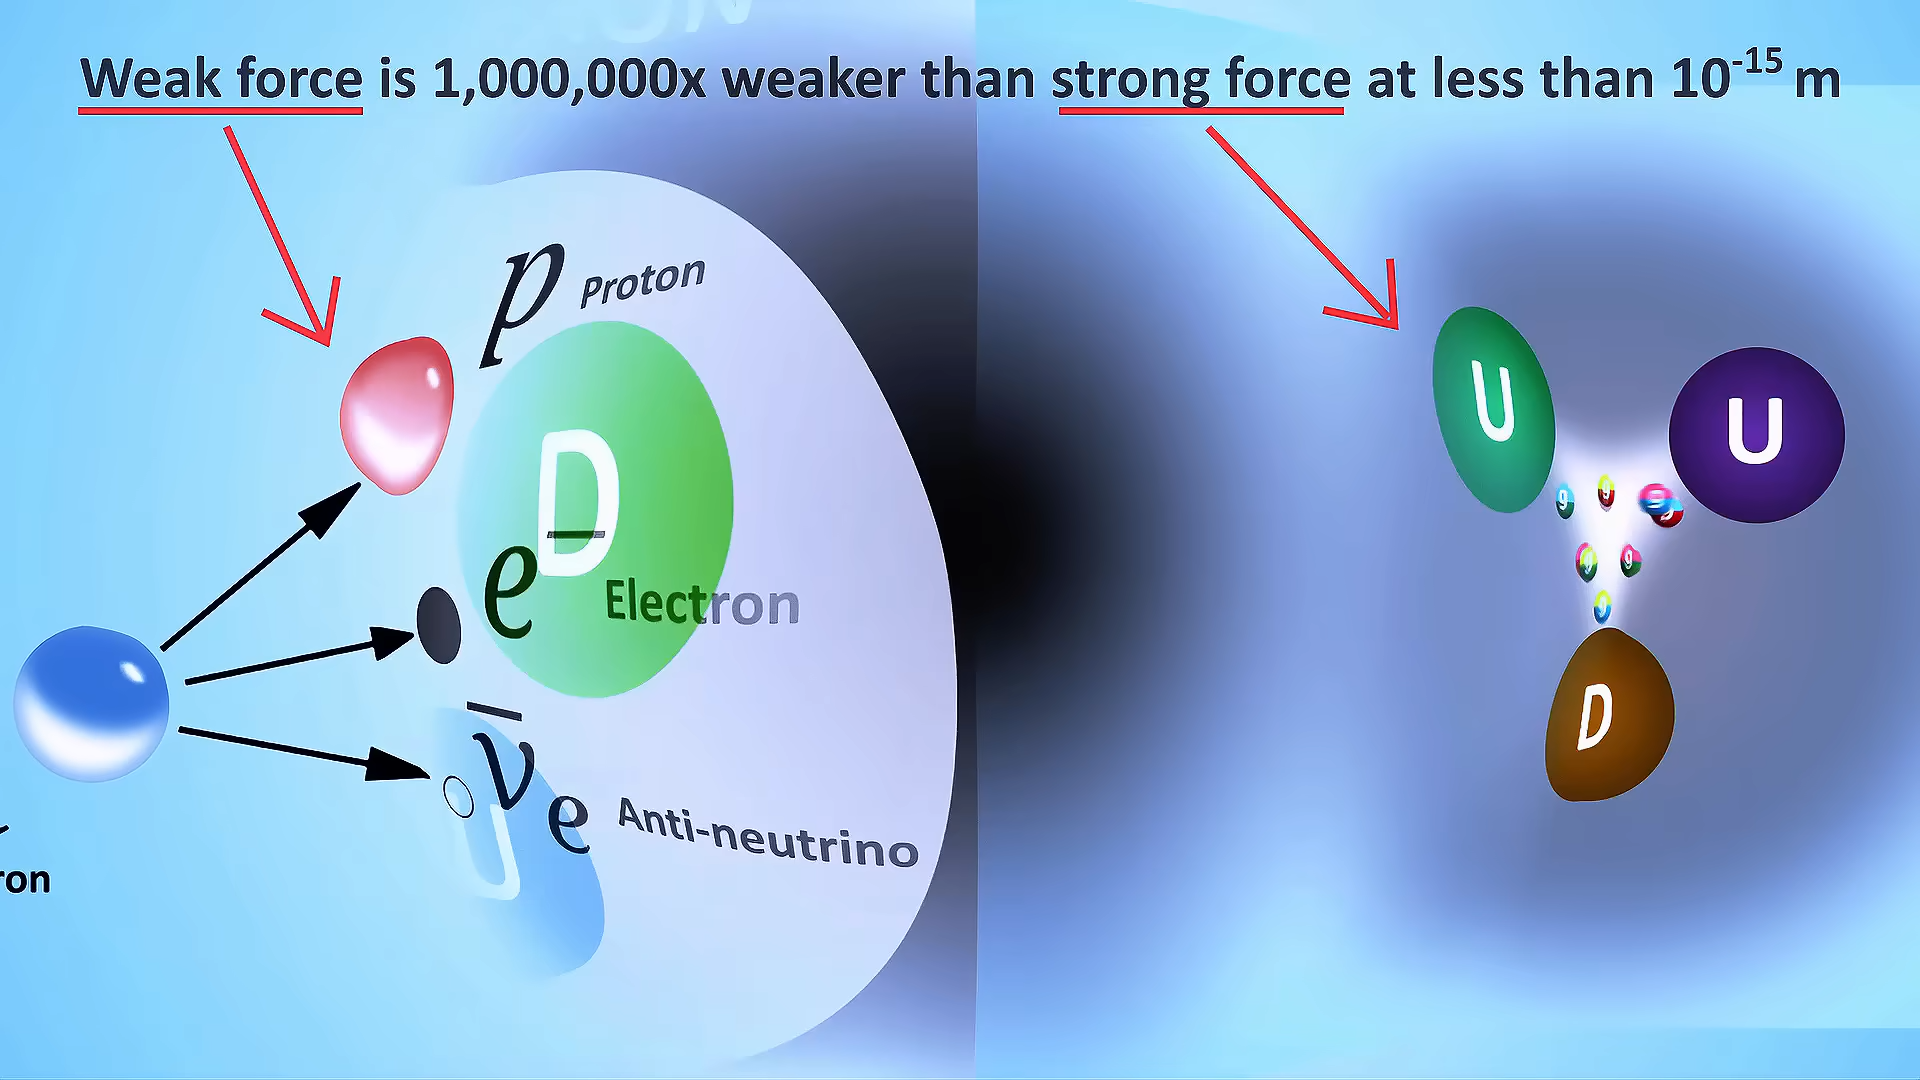 Weak force is 1,000,000x weaker than strong force at less than 10⁻¹⁵ m
p Proton
D
e⁻ Electron
ν̅e Anti-neutrino
U
ron
U
U
g g g g
g g
g
D